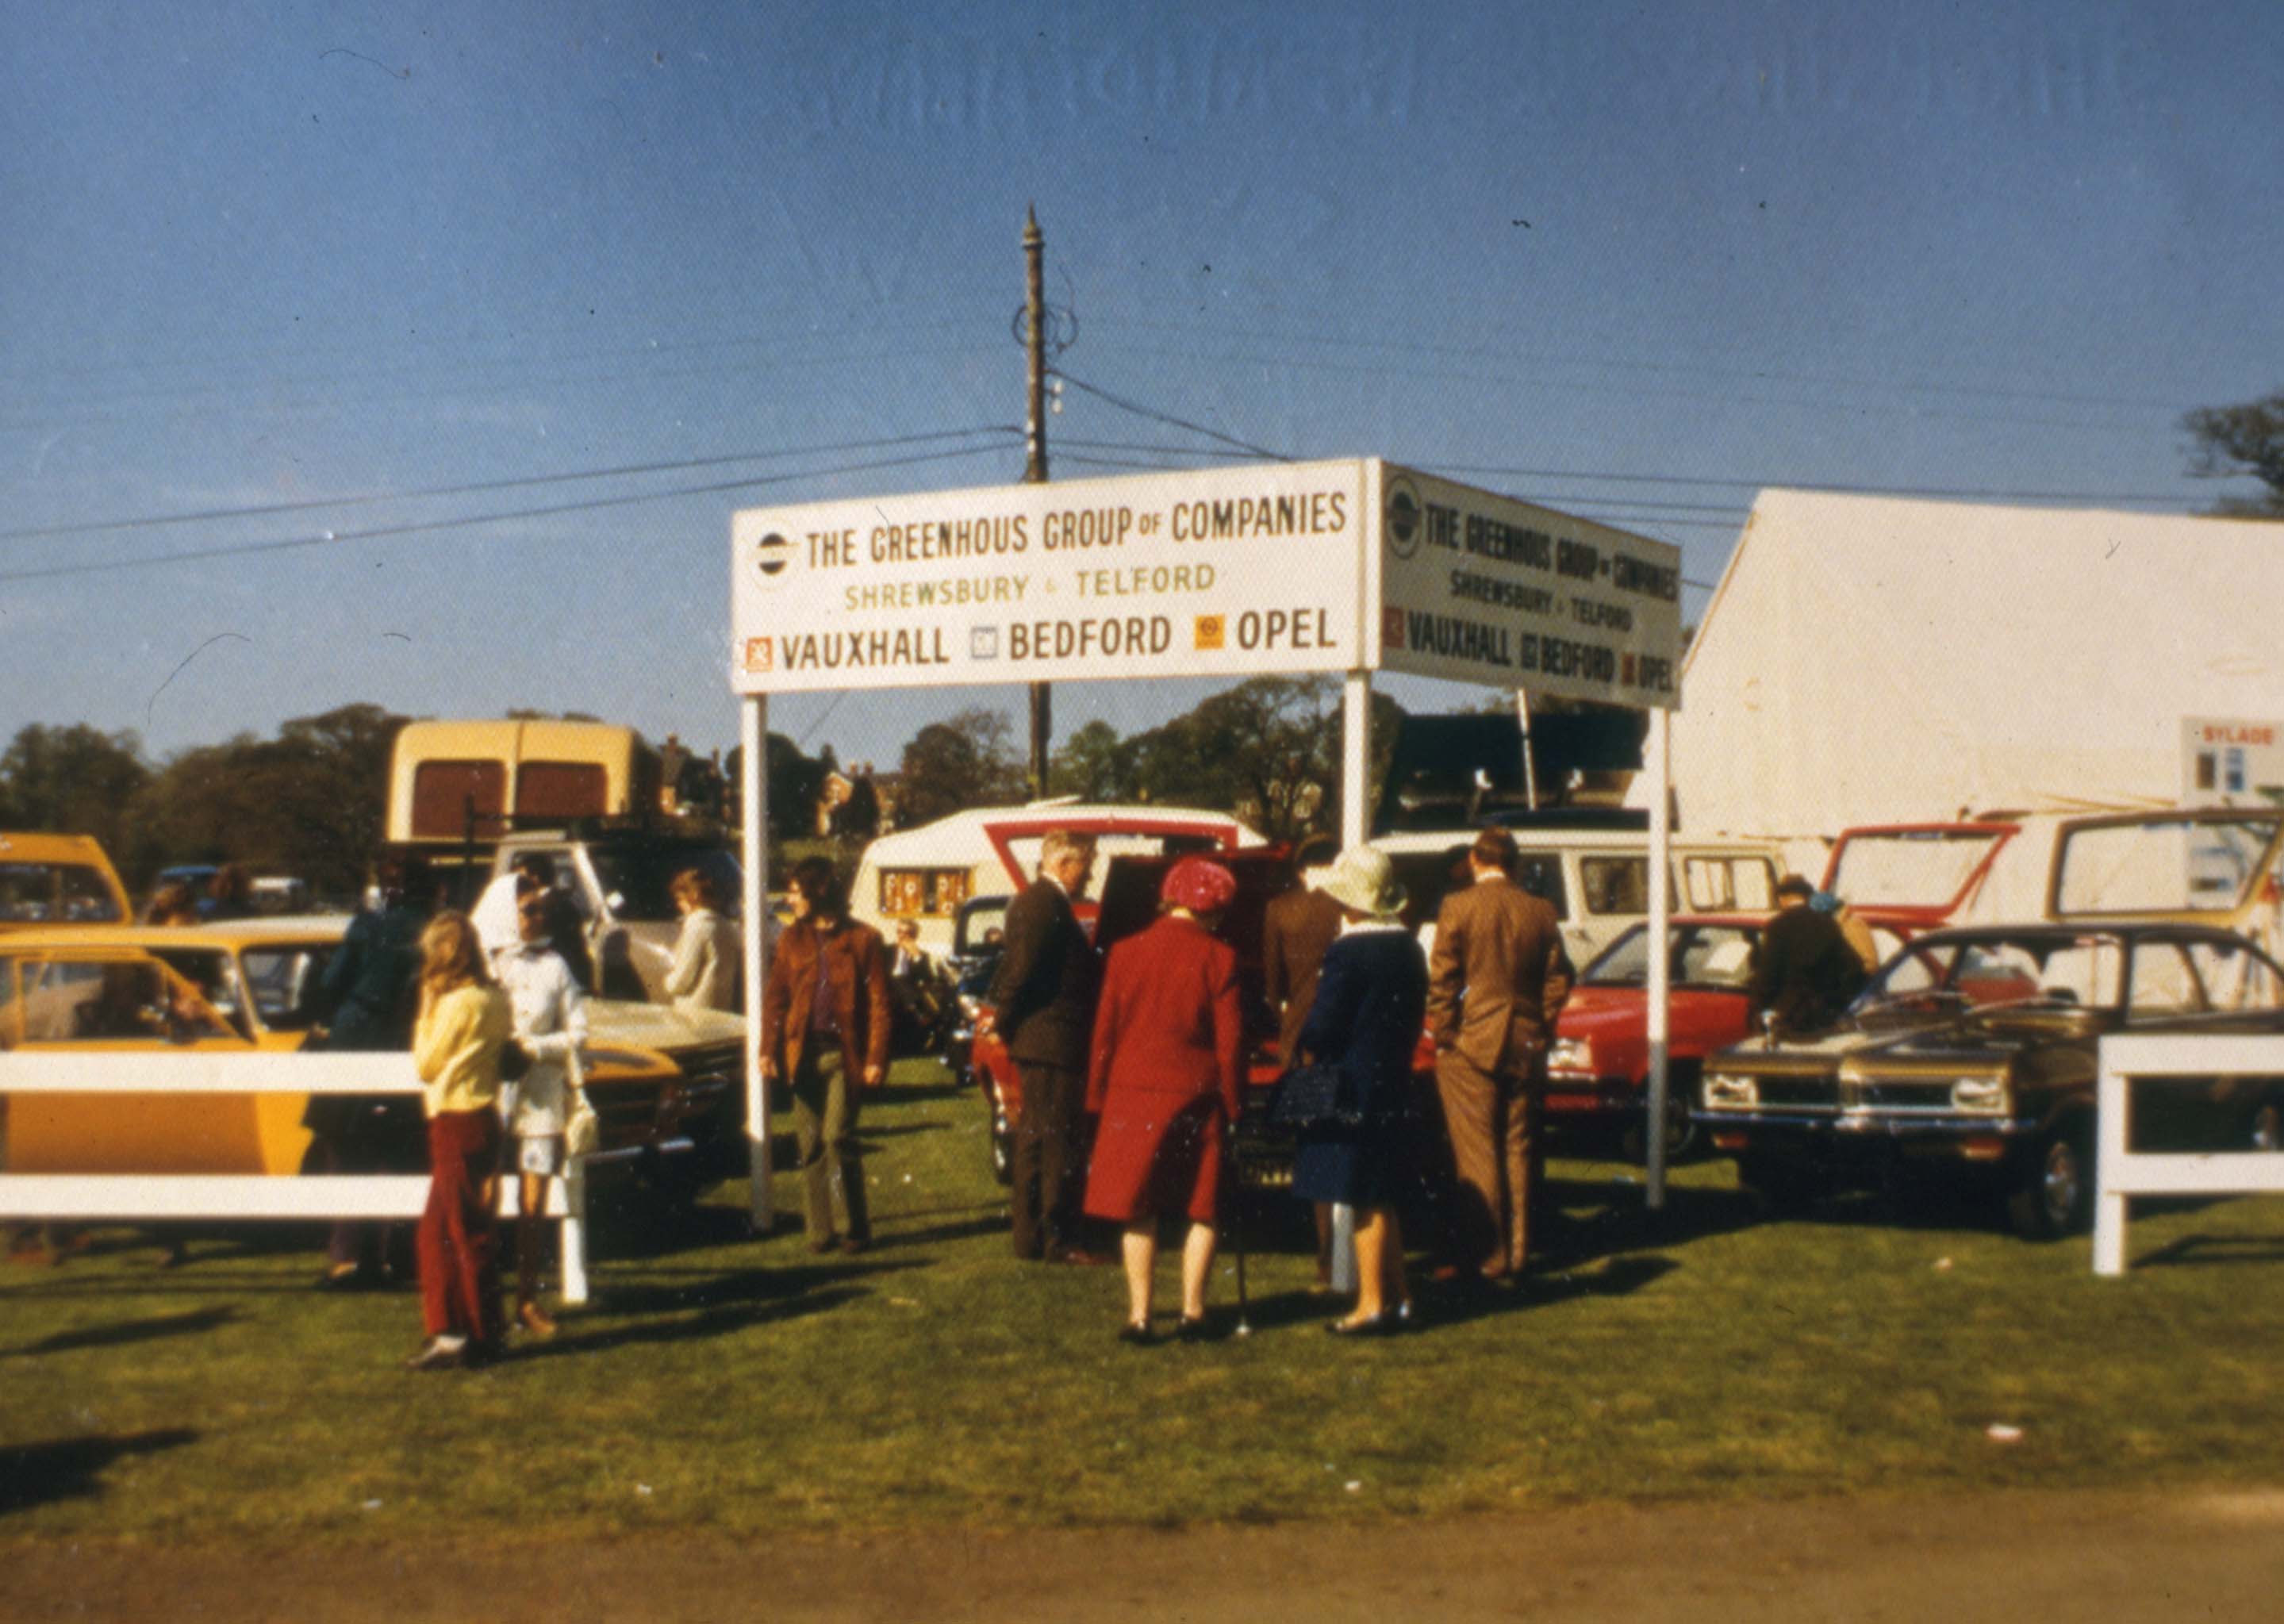 THE GREENHOUS GROUP OF COMPANIES
SHREWSBURY & TELFORD
VAUXHALL BEDFORD OPEL
THE GREENHOUS GROUP OF COMPANIES
SHREWSBURY & TELFORD
VAUXHALL BEDFORD OPEL
SYLADE